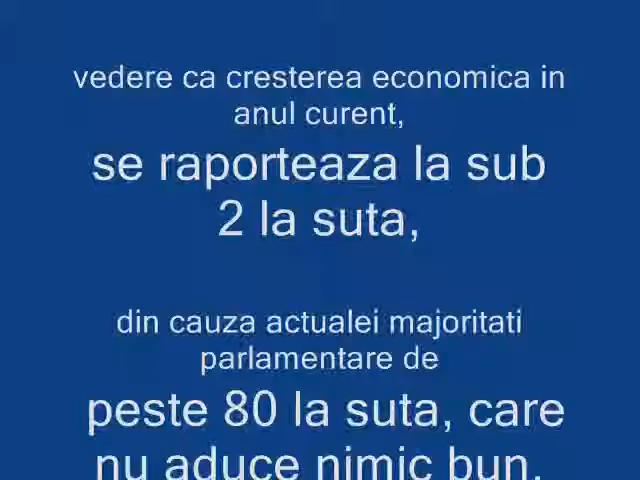 vedere ca cresterea economica in
anul curent,
se raporteaza la sub
2 la suta,
din cauza actualei majoritati
parlamentare de
peste 80 la suta, care
nu aduce nimic bun,